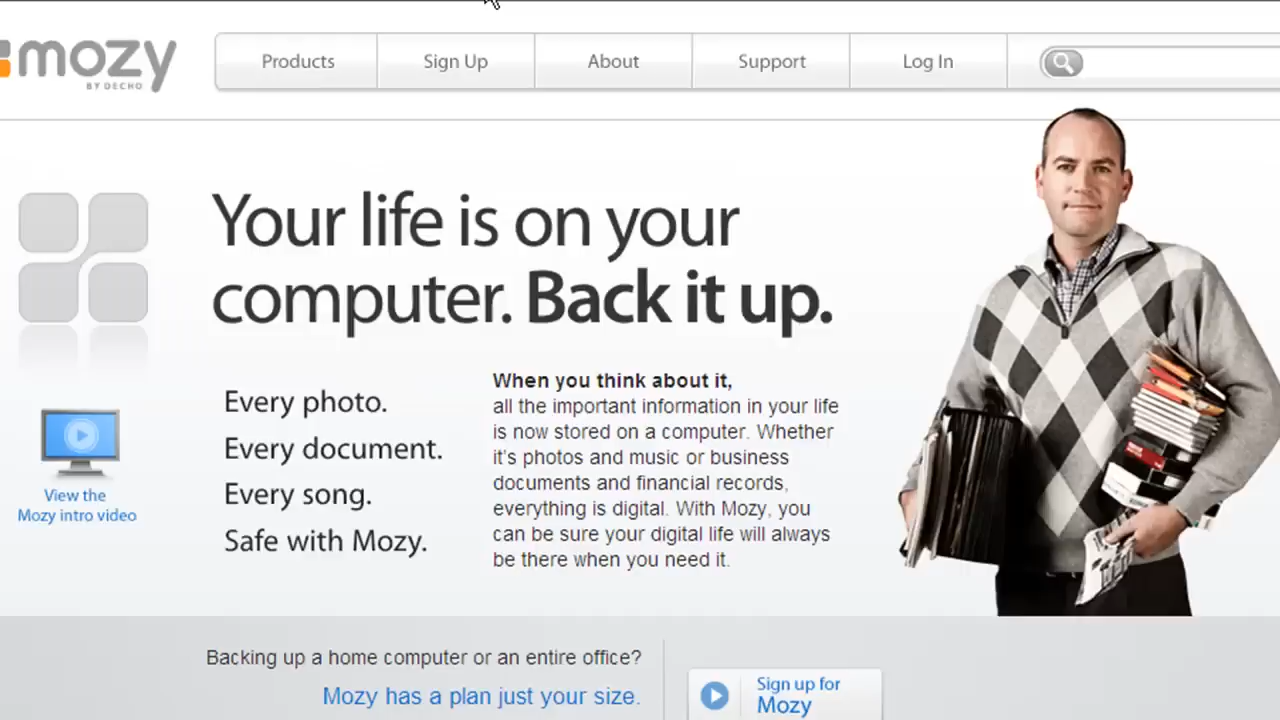 mozy
BY DECHO
Products
Sign Up
About
Support
Log In
Your life is on your
computer. Back it up.
Every photo.
Every document.
Every song.
Safe with Mozy.
When you think about it,
all the important information in your life
is now stored on a computer. Whether
it's photos and music or business
documents and financial records,
everything is digital. With Mozy, you
can be sure your digital life will always
be there when you need it.
View the
Mozy intro video
Backing up a home computer or an entire office?
Mozy has a plan just your size.
Sign up for
Mozy